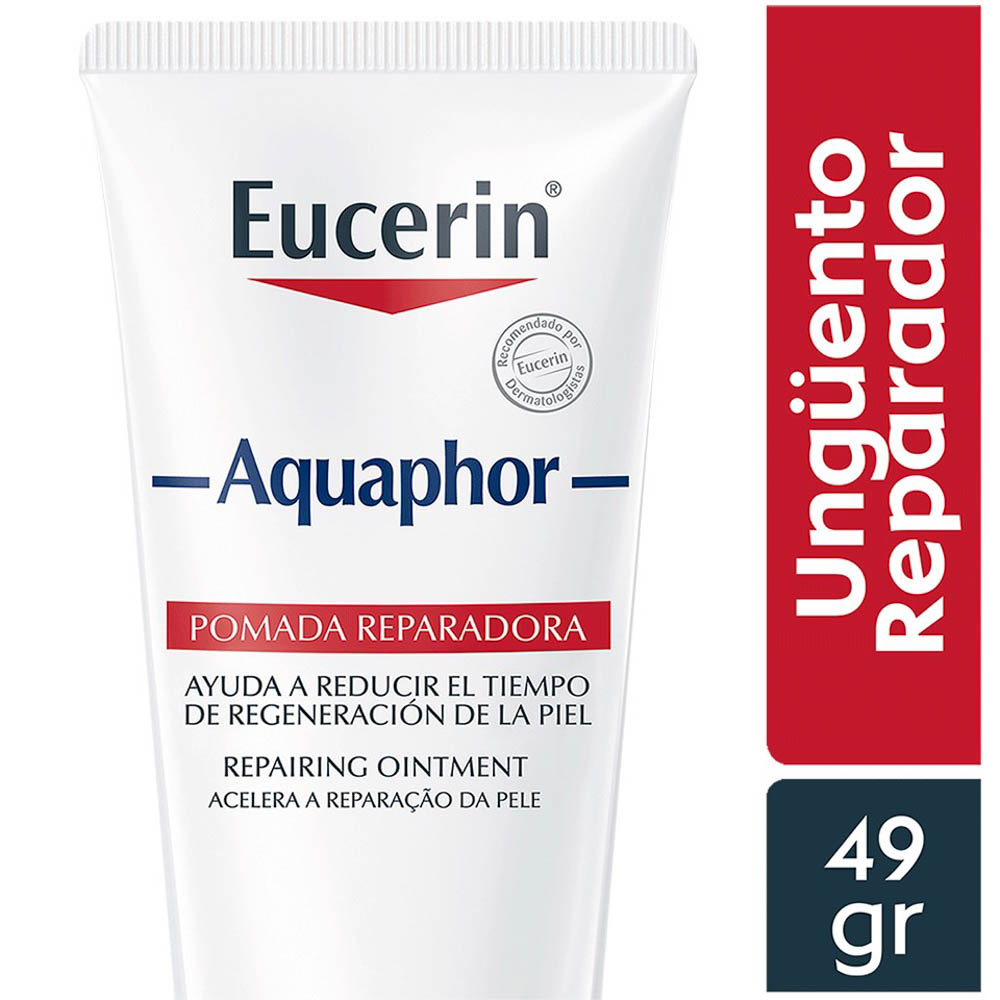 Eucerin®
Recomendado por
Eucerin
Dermatologistas
Aquaphor
POMADA REPARADORA
AYUDA A REDUCIR EL TIEMPO
DE REGENERACIÓN DE LA PIEL
REPAIRING OINTMENT
ACELERA A REPARAÇÃO DA PELE
Ungüento
Reparador
49
gr